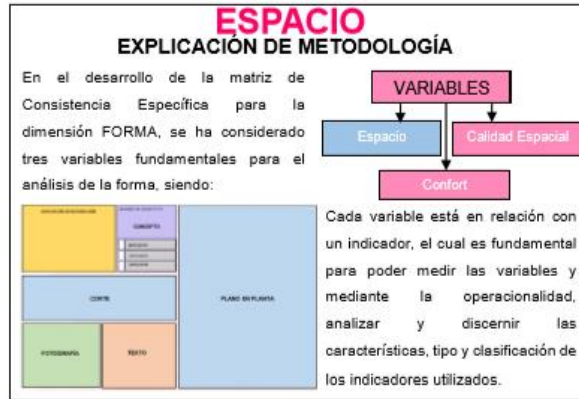 ESPACIO
EXPLICACIÓN DE METODOLOGÍA
En el desarrollo de la matriz de
Consistencia Específica para la
dimensión FORMA, se ha considerado
tres variables fundamentales para el
análisis de la forma, siendo:
VARIABLES
Espacio
Calidad Espacial
Confort
CONCEPTO
CORTE
PLANO EN PLANTA
FOTOGRAFÍA
TEXTO
Cada variable está en relación con
un indicador, el cual es fundamental
para poder medir las variables y
mediante la operacionalidad,
analizar y discernir las
características, tipo y clasificación de
los indicadores utilizados.